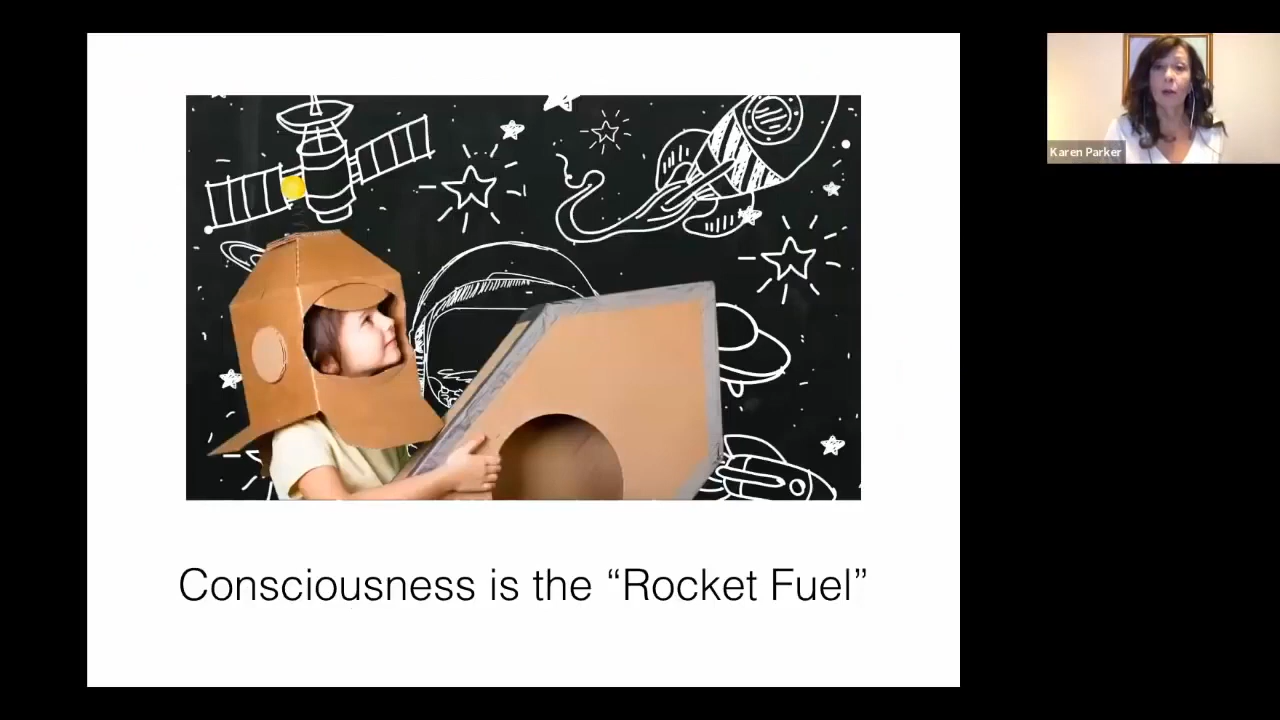 Karen Parker
Consciousness is the “Rocket Fuel”